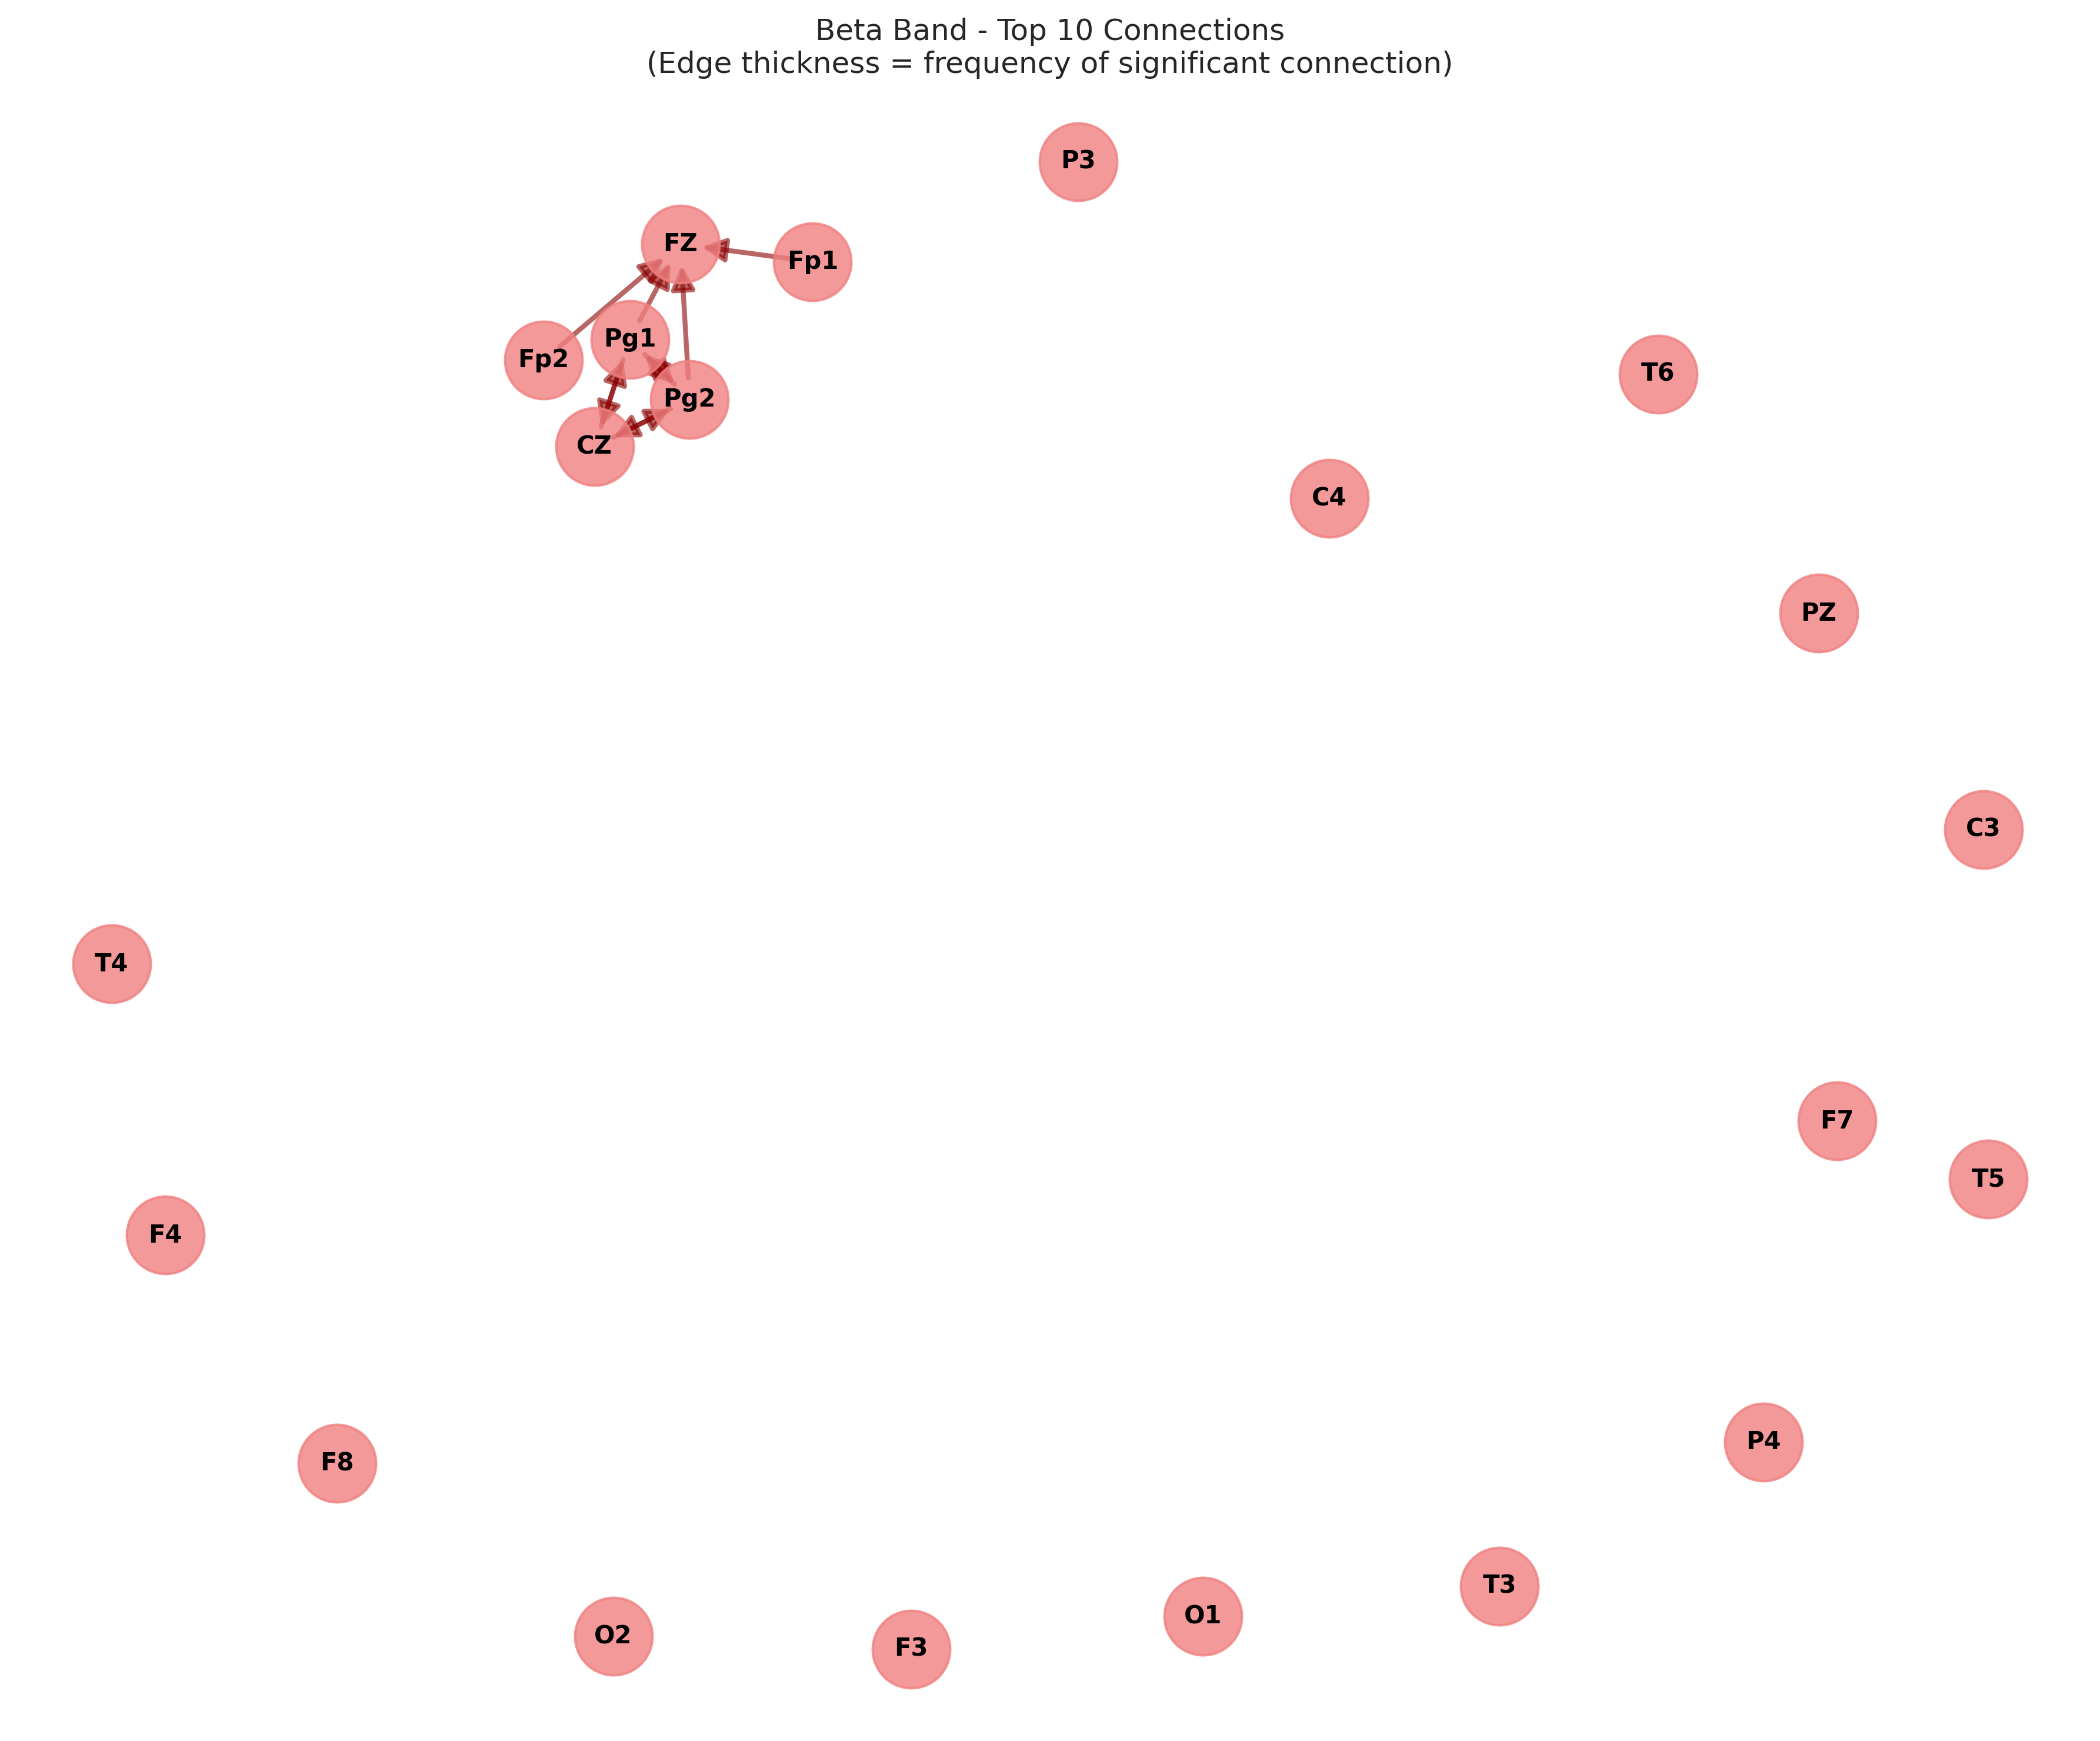 Beta Band - Top 10 Connections
(Edge thickness = frequency of significant connection)
P3
FZ
Fp1
Pg1
Fp2
T6
Pg2
CZ
C4
PZ
C3
T4
F7
T5
F4
P4
F8
T3
O1
O2
F3